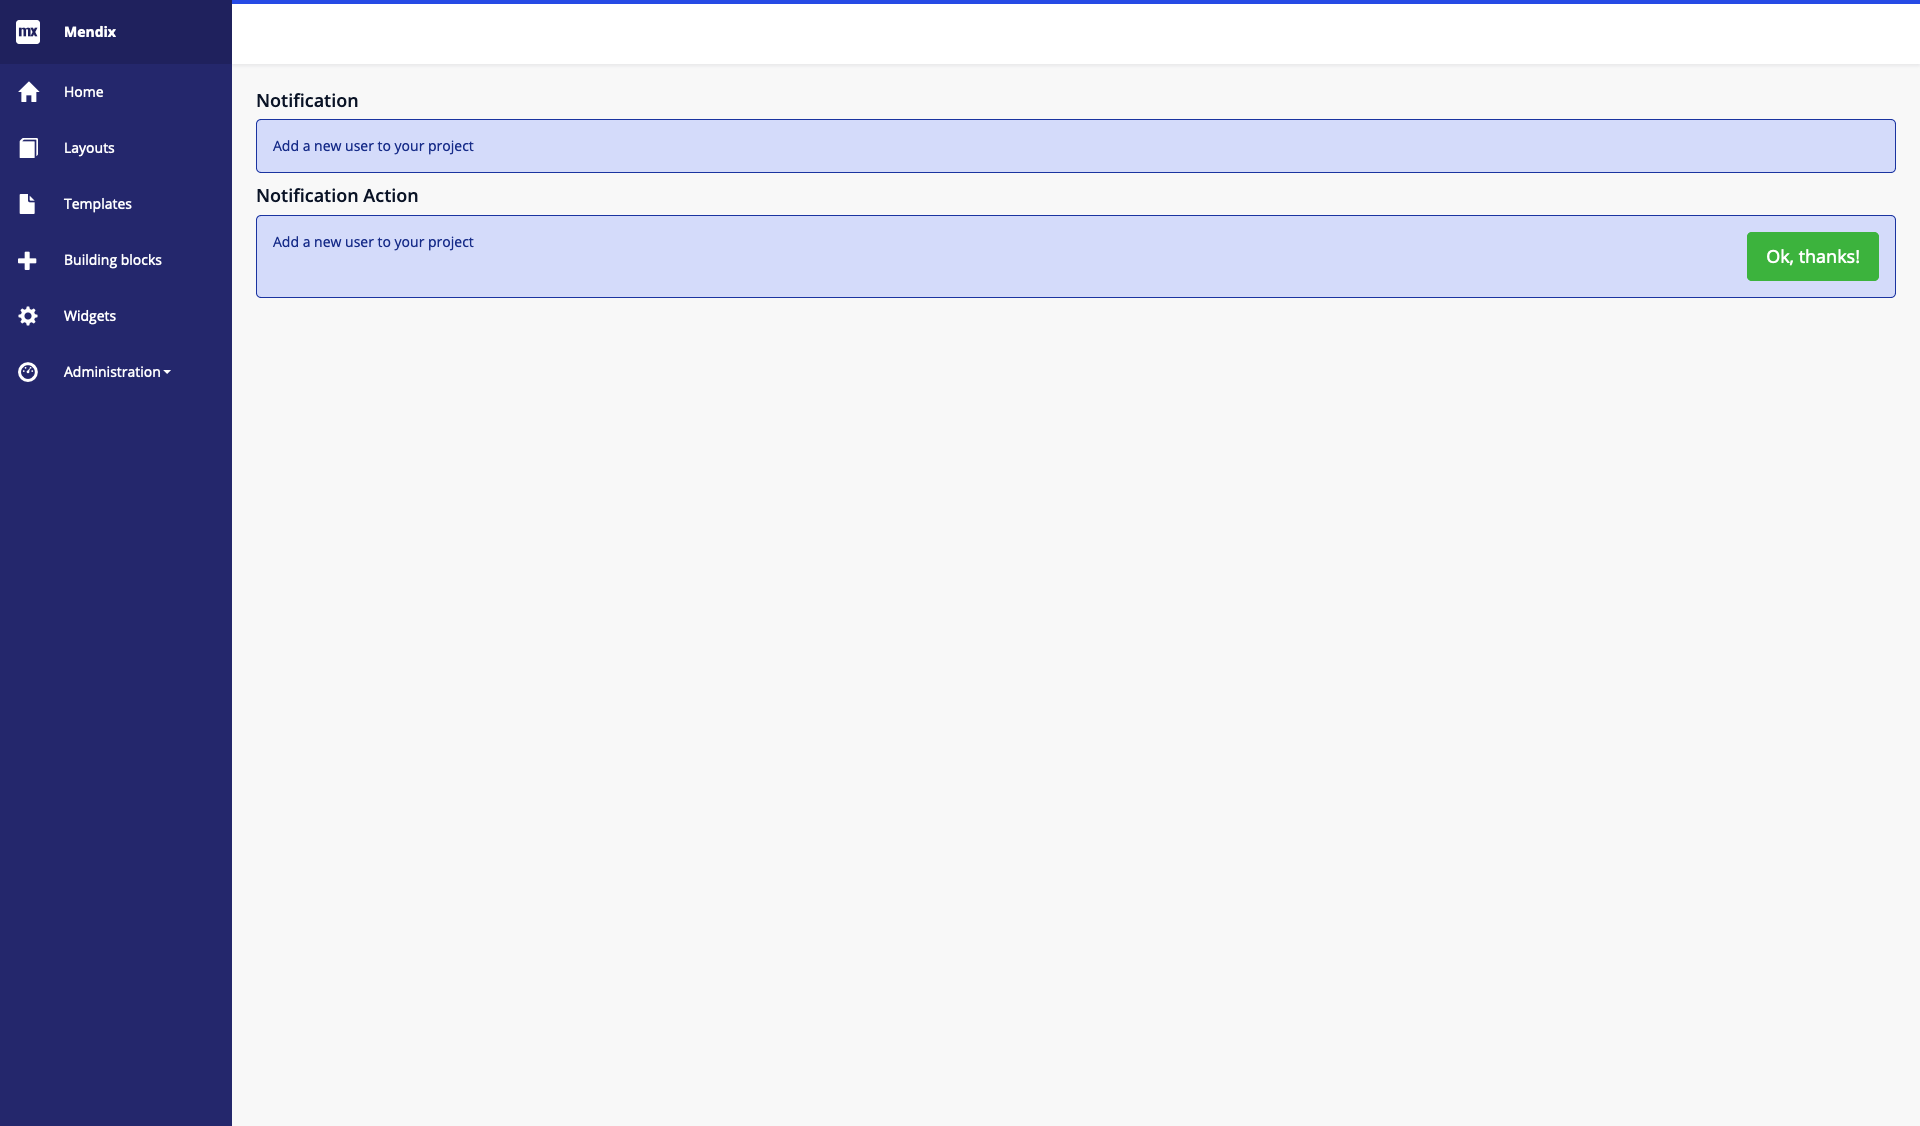 mx Mendix
Home
Layouts
Templates
Building blocks
Widgets
Administration
Notification
Add a new user to your project
Notification Action
Add a new user to your project
Ok, thanks!